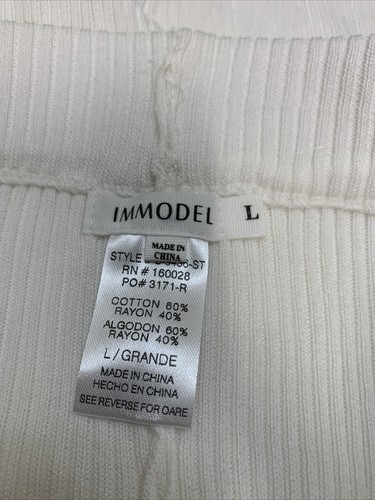 IMMODEL
L
MADE IN
CHINA
STYLE
RN # 160028
PO# 3171-R
COTTON 60%
RAYON 40%
ALGODON 60%
RAYON 40%
L / GRANDE
MADE IN CHINA
HECHO EN CHINA
SEE REVERSE FOR CARE